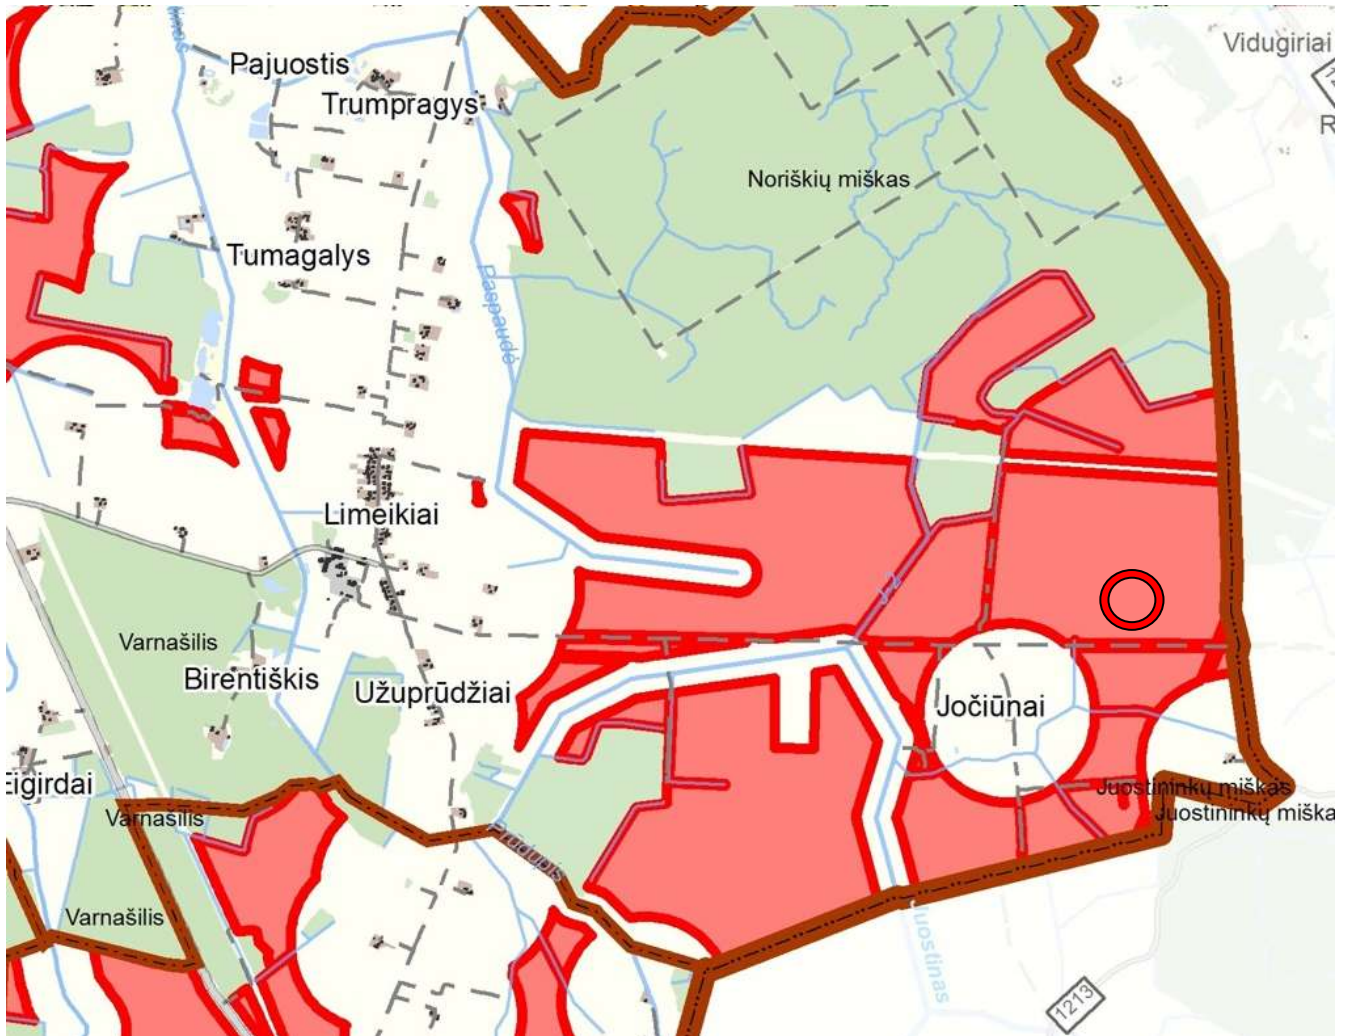 Vidugiriai
Pajuostis
Trumpragys
Noriškių miškas
Tumagalys
Paspaudė
Limeikiai
Varnašilis
Birentiškis
Užuprūdžiai
Jočiūnai
Eigirdai
Juostininkų miškas
Varnašilis
Juostininkų miška
Prūdupis
Varnašilis
Juostinas
1213